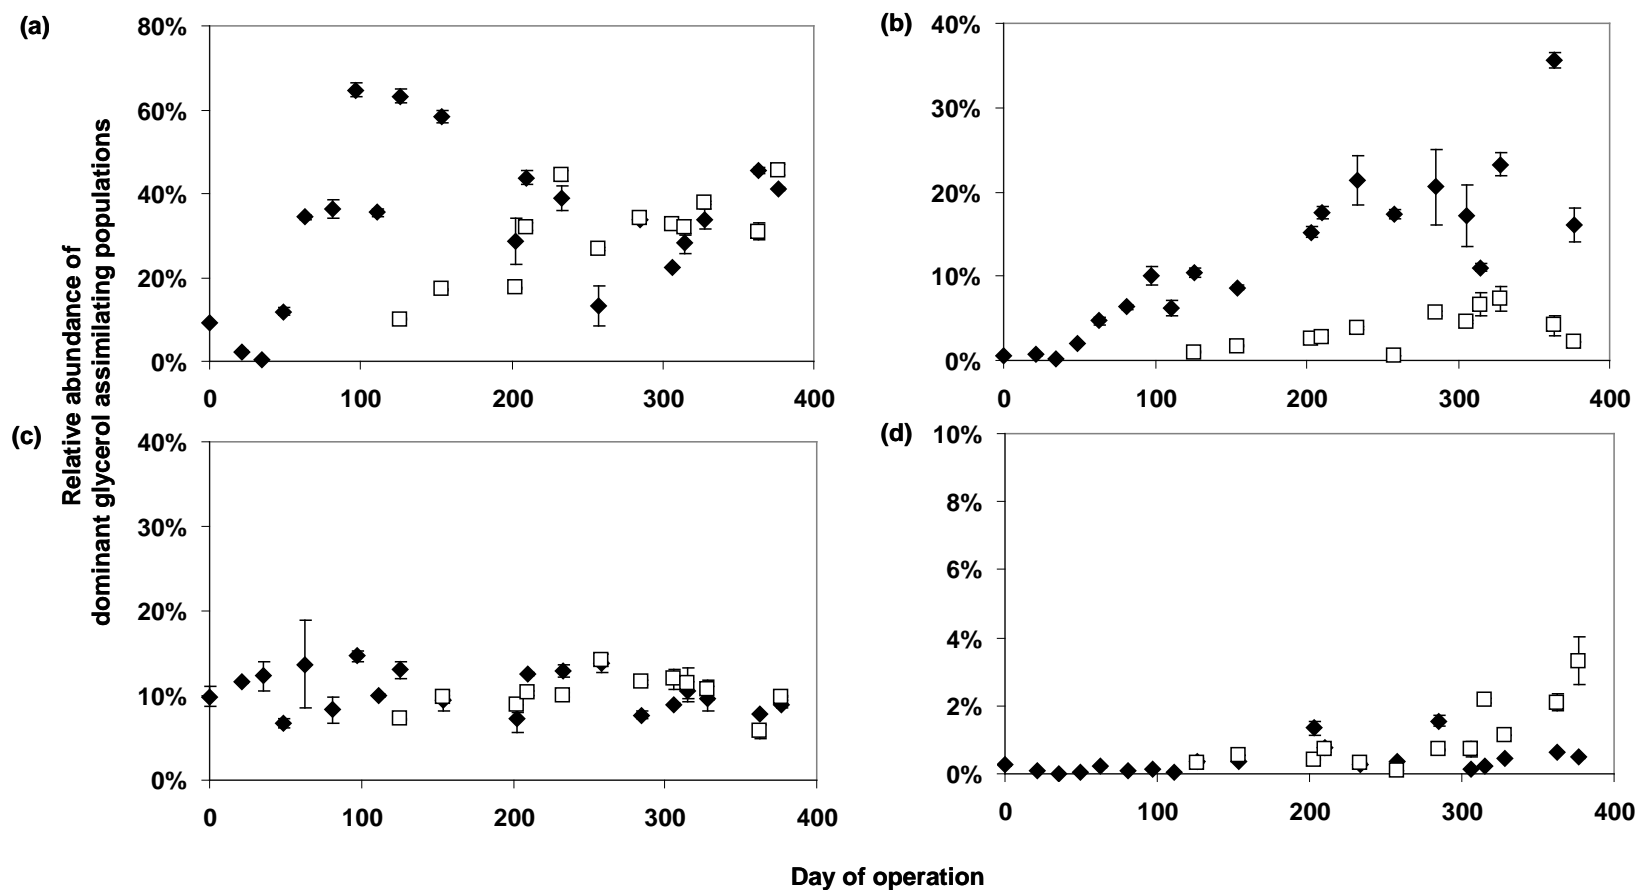 (a)
80%
60%
40%
20%
0%
0 100 200 300 400
(b)
40%
30%
20%
10%
0%
0 100 200 300 400
Relative abundance of
dominant glycerol assimilating populations
(c)
40%
30%
20%
10%
0%
0 100 200 300 400
(d)
10%
8%
6%
4%
2%
0%
0 100 200 300 400
Day of operation